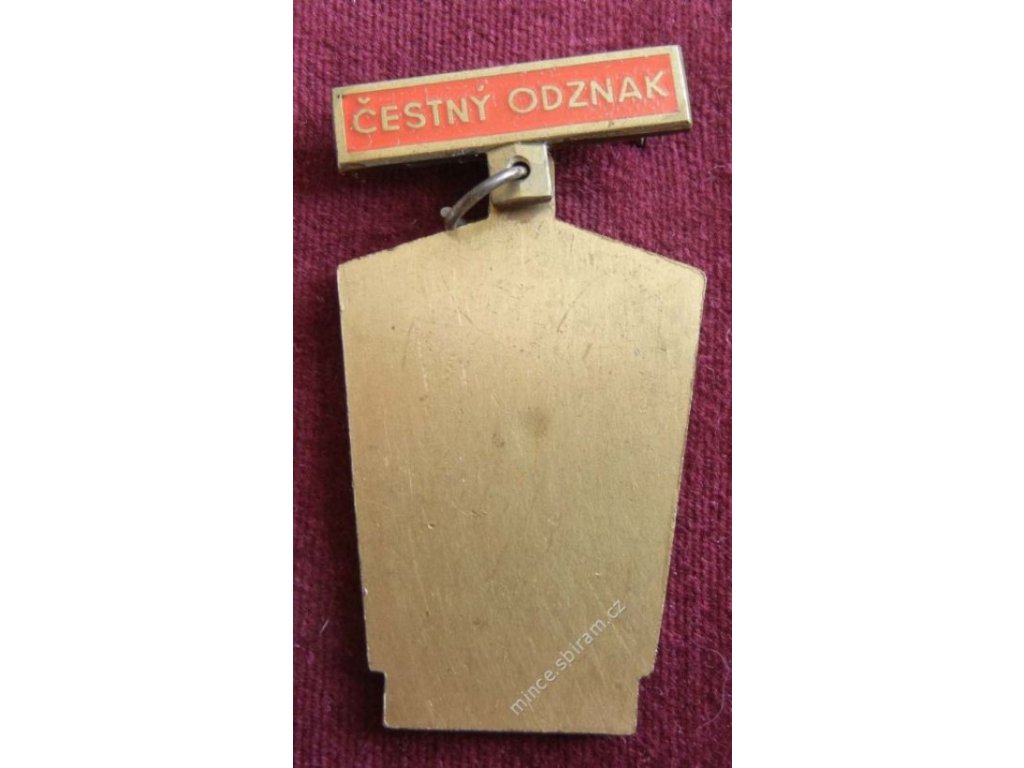 ČESTNÝ ODZNAK
mince.sbiram.cz